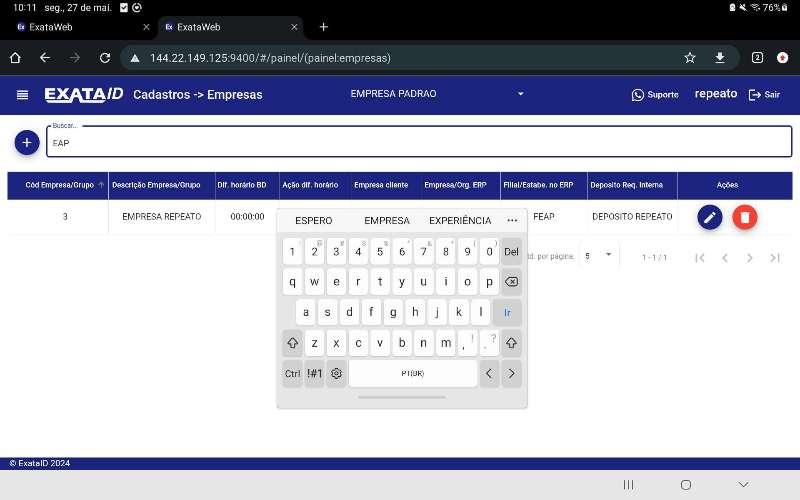 10:11 seg., 27 de mai. 76%
ExataWeb ExataWeb
144.22.149.125:9400/#/painel/(painel:empresas) 2
EXATAID Cadastros -> Empresas EMPRESA PADRAO Suporte repeato Sair
Buscar...
EAP
Cód Empresa/Grupo Descrição Empresa/Grupo Dif. horário BD Ação dif. horário Empresa cliente Empresa/Org. ERP Filial/Estabe. no ERP Deposito Req. Interna Ações
3 EMPRESA REPEATO 00:00:00 FEAP DEPOSITO REPEATO
ESPERO EMPRESA EXPERIÊNCIA ...
td. por página. 5 1 - 1 / 1
1 2 3 4 5 6 7 8 9 0 Del
q w e r t y u i o p
a s d f g h j k l Ir
z x c v b n m , ! . ?
Ctrl !#1 PT(BR) < >
© ExataID 2024